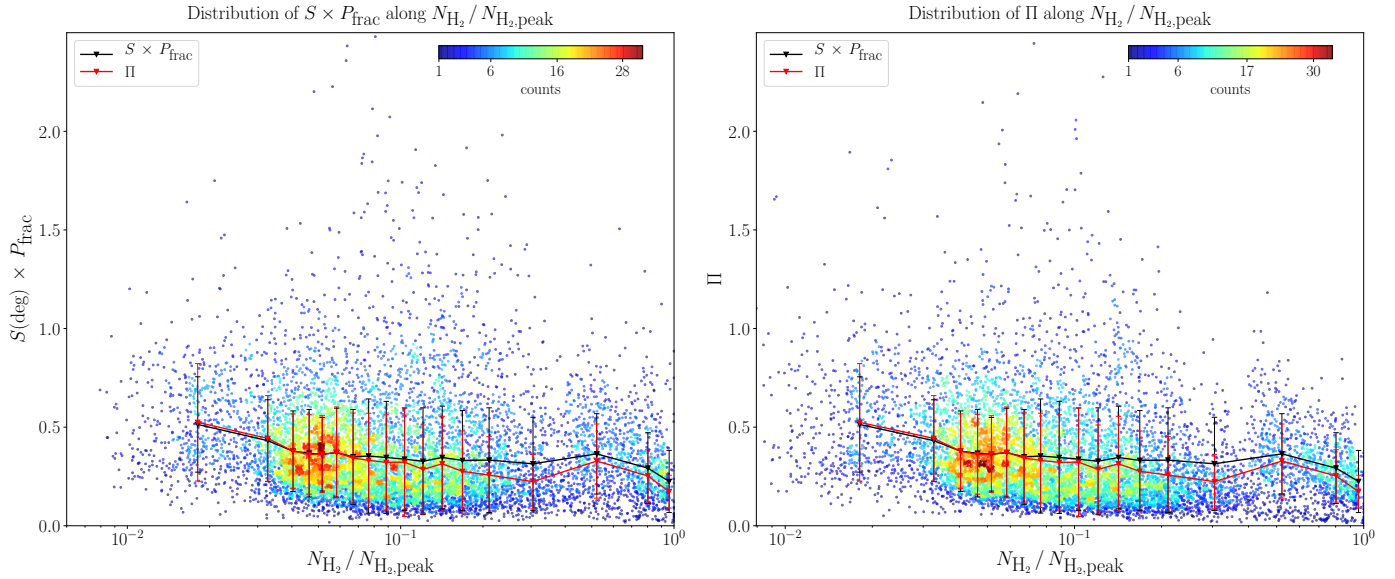 Distribution of S × P_frac along N_H₂ / N_H₂,peak
S × P_frac
Π
1 6 16 28
counts
2.0
1.5
1.0
0.5
0.0
S(deg) × P_frac
10⁻² 10⁻¹ 10⁰
N_H₂ / N_H₂,peak
Distribution of Π along N_H₂ / N_H₂,peak
S × P_frac
Π
1 6 17 30
counts
2.0
1.5
1.0
0.5
0.0
Π
10⁻² 10⁻¹ 10⁰
N_H₂ / N_H₂,peak